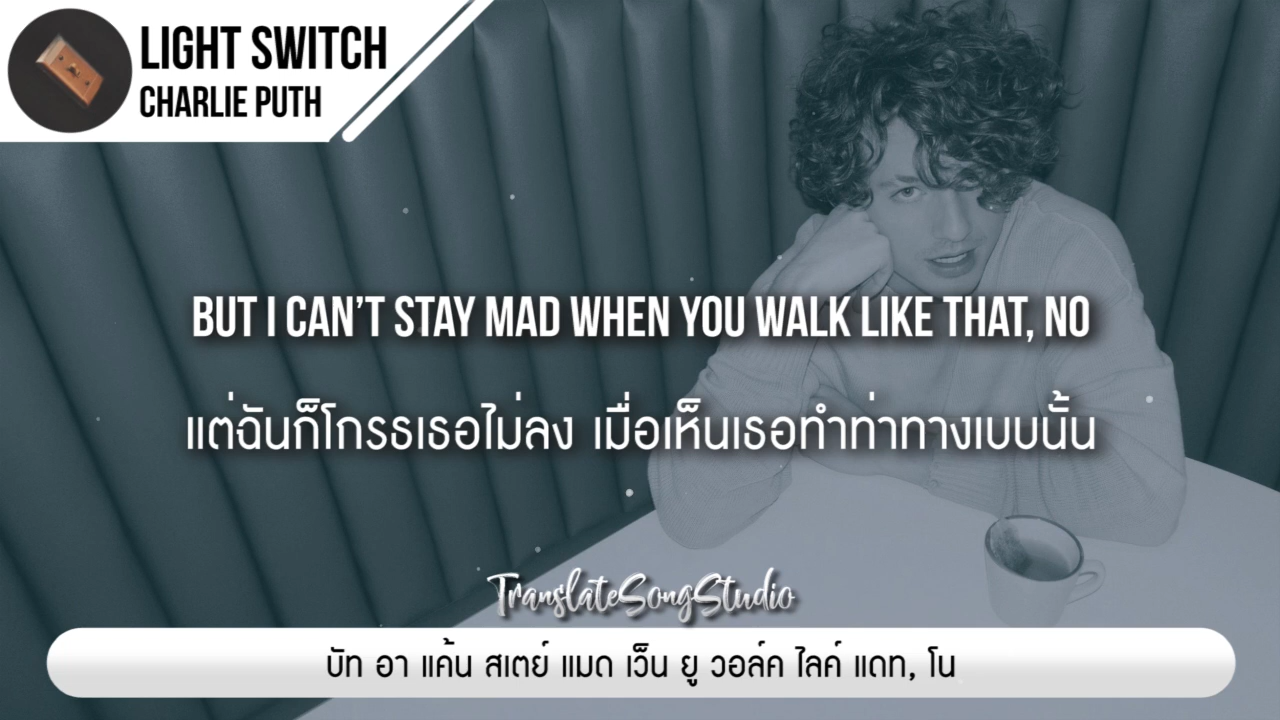 LIGHT SWITCH
CHARLIE PUTH
BUT I CAN'T STAY MAD WHEN YOU WALK LIKE THAT, NO
แต่ฉันก็โกรธเธอไม่ลง เมื่อเห็นเธอทำท่าทางเบบนั้น
TranslateSongStudio
บัท อา แค้น สเตย์ แมด เว็น ยู วอล์ค ไลค์ แดท, โน